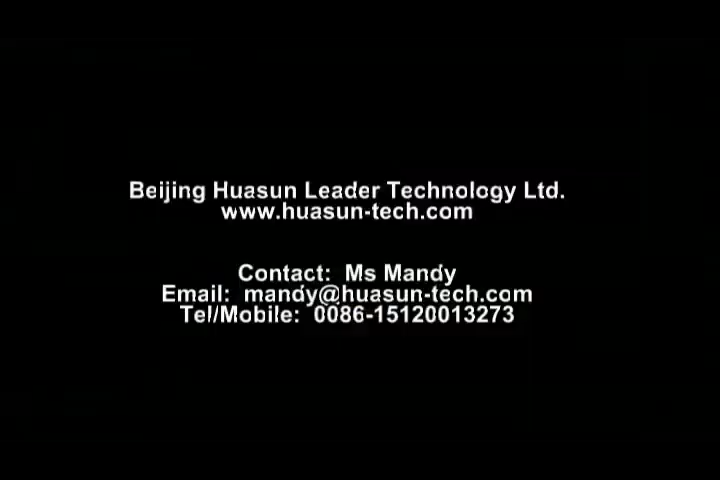 Beijing Huasun Leader Technology Ltd.
www.huasun-tech.com
Contact:  Ms Mandy
Email:  mandy@huasun-tech.com
Tel/Mobile:  0086-15120013273